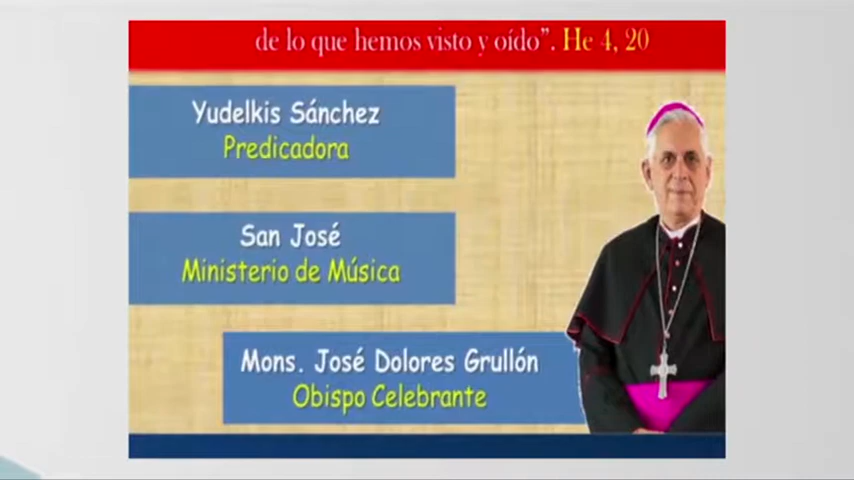 de lo que hemos visto y oído”. He 4, 20
Yudelkis Sánchez
Predicadora
San José
Ministerio de Música
Mons. José Dolores Grullón
Obispo Celebrante